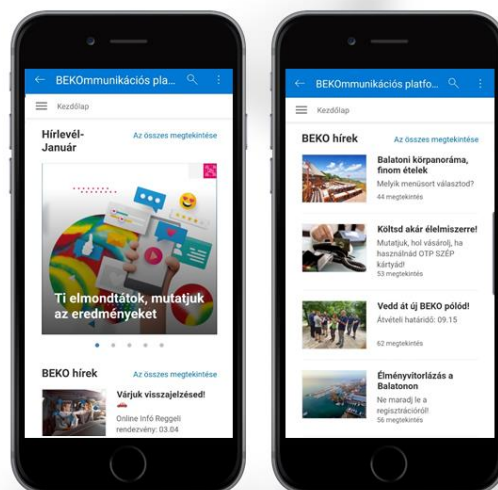 BEKOmmunikációs pla...
Kezdőlap
Hírlevél-
Január
Az összes megtekintése
Ti elmondtátok, mutatjuk
az eredményeket
BEKO hírek
Az összes megtekintése
Várjuk visszajelzésed!
Online Infó Reggeli
rendezvény: 03.04
BEKOmmunikációs platfo...
Kezdőlap
BEKO hírek
Az összes megtekintése
Balatoni körpanoráma,
finom ételek
Melyik menüsort választod?
44 megtekintés
Költsd akár élelmiszerre!
Mutatjuk, hol vásárolj, ha
használnád OTP SZÉP
kártyád!
53 megtekintés
Vedd át új BEKO pólód!
Átvételi határidő: 09.15
62 megtekintés
Élményvitorlázás a
Balatonon
Ne maradj le a
regisztrációról!
56 megtekintés